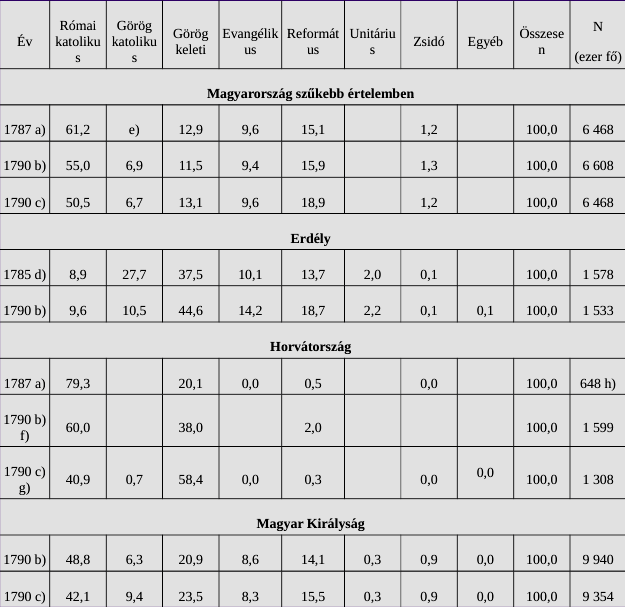 Év Római katolikus Görög katolikus Görög keleti Evangélikus Református Unitárius Zsidó Egyéb Összesen N (ezer fő)
Magyarország szűkebb értelemben
1787 a) 61,2 e) 12,9 9,6 15,1 1,2 100,0 6 468
1790 b) 55,0 6,9 11,5 9,4 15,9 1,3 100,0 6 608
1790 c) 50,5 6,7 13,1 9,6 18,9 1,2 100,0 6 468
Erdély
1785 d) 8,9 27,7 37,5 10,1 13,7 2,0 0,1 100,0 1 578
1790 b) 9,6 10,5 44,6 14,2 18,7 2,2 0,1 0,1 100,0 1 533
Horvátország
1787 a) 79,3 20,1 0,0 0,5 0,0 100,0 648 h)
1790 b) f) 60,0 38,0 2,0 100,0 1 599
1790 c) g) 40,9 0,7 58,4 0,0 0,3 0,0 0,0 100,0 1 308
Magyar Királyság
1790 b) 48,8 6,3 20,9 8,6 14,1 0,3 0,9 0,0 100,0 9 940
1790 c) 42,1 9,4 23,5 8,3 15,5 0,3 0,9 0,0 100,0 9 354